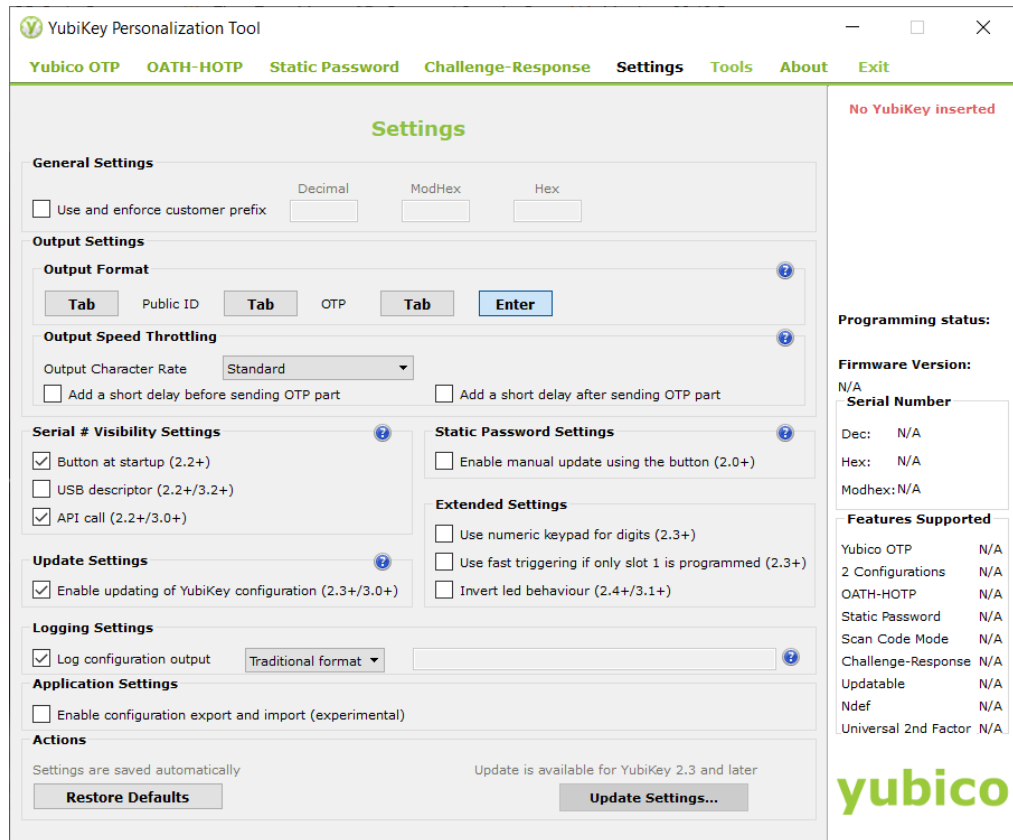 YubiKey Personalization Tool
Yubico OTP OATH-HOTP Static Password Challenge-Response Settings Tools About Exit
Settings
General Settings
Decimal ModHex Hex
Use and enforce customer prefix
Output Settings
Output Format
Tab Public ID Tab OTP Tab Enter
Output Speed Throttling
Output Character Rate Standard
Add a short delay before sending OTP part Add a short delay after sending OTP part
Serial # Visibility Settings
Button at startup (2.2+)
USB descriptor (2.2+/3.2+)
API call (2.2+/3.0+)
Static Password Settings
Enable manual update using the button (2.0+)
Update Settings
Enable updating of YubiKey configuration (2.3+/3.0+)
Extended Settings
Use numeric keypad for digits (2.3+)
Use fast triggering if only slot 1 is programmed (2.3+)
Invert led behaviour (2.4+/3.1+)
Logging Settings
Log configuration output Traditional format
Application Settings
Enable configuration export and import (experimental)
Actions
Settings are saved automatically Update is available for YubiKey 2.3 and later
Restore Defaults Update Settings...
No YubiKey inserted
Programming status:
Firmware Version:
N/A
Serial Number
Dec: N/A
Hex: N/A
Modhex: N/A
Features Supported
Yubico OTP N/A
2 Configurations N/A
OATH-HOTP N/A
Static Password N/A
Scan Code Mode N/A
Challenge-Response N/A
Updatable N/A
Ndef N/A
Universal 2nd Factor N/A
yubico